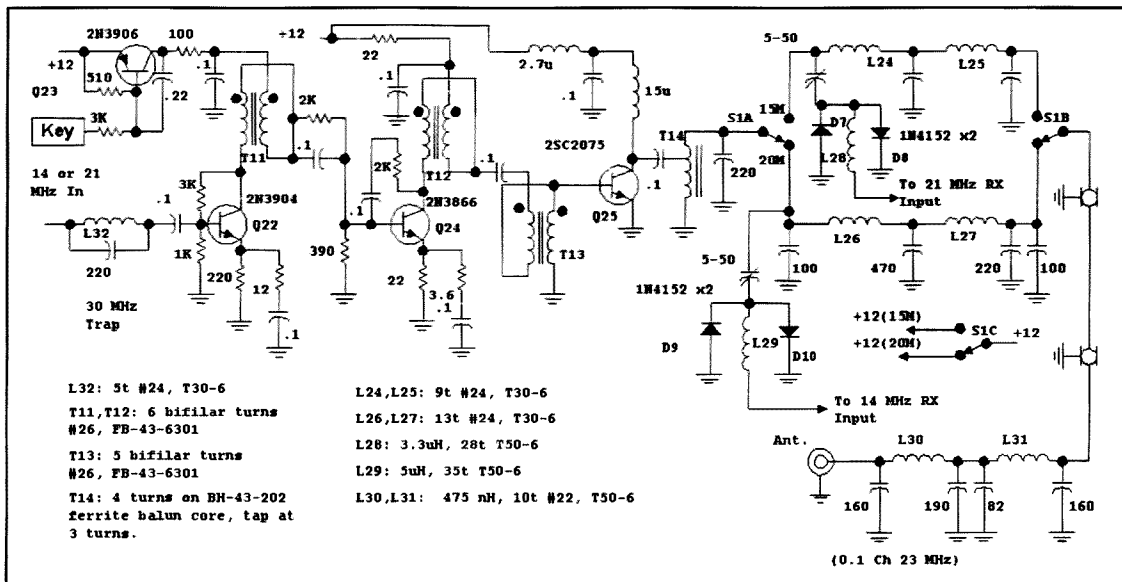 2N3906
100
+12
510
.1
.22
Q23
Key
3K
2K
T11
.1
14 or 21
MHz In
3K
2N3904
.1
Q22
L32
1K
220
220
12
.1
30 MHz
Trap
+12
22
.1
2K
T12
.1
2N3866
.1
Q24
390
22
3.6
.1
T13
2.7u
.1
15u
2SC2075
T14
.1
Q25
220
S1A
15M
20M
5-50
L24
L25
D7
1N4152 x2
L28
D8
S1B
To 21 MHz RX
Input
L26
L27
100
470
220
100
5-50
1N4152 x2
D9
L29
D10
+12(15M)
S1C
+12
+12(20M)
To 14 MHz RX
Input
Ant.
L30
L31
160
190
82
160
(0.1 Ch 23 MHz)
L32: 5t #24, T30-6
T11,T12: 6 bifilar turns
#26, FB-43-6301
T13: 5 bifilar turns
#26, FB-43-6301
T14: 4 turns on BH-43-202
ferrite balun core, tap at
3 turns.
L24,L25: 9t #24, T30-6
L26,L27: 13t #24, T30-6
L28: 3.3uH, 28t T50-6
L29: 5uH, 35t T50-6
L30,L31: 475 nH, 10t #22, T50-6